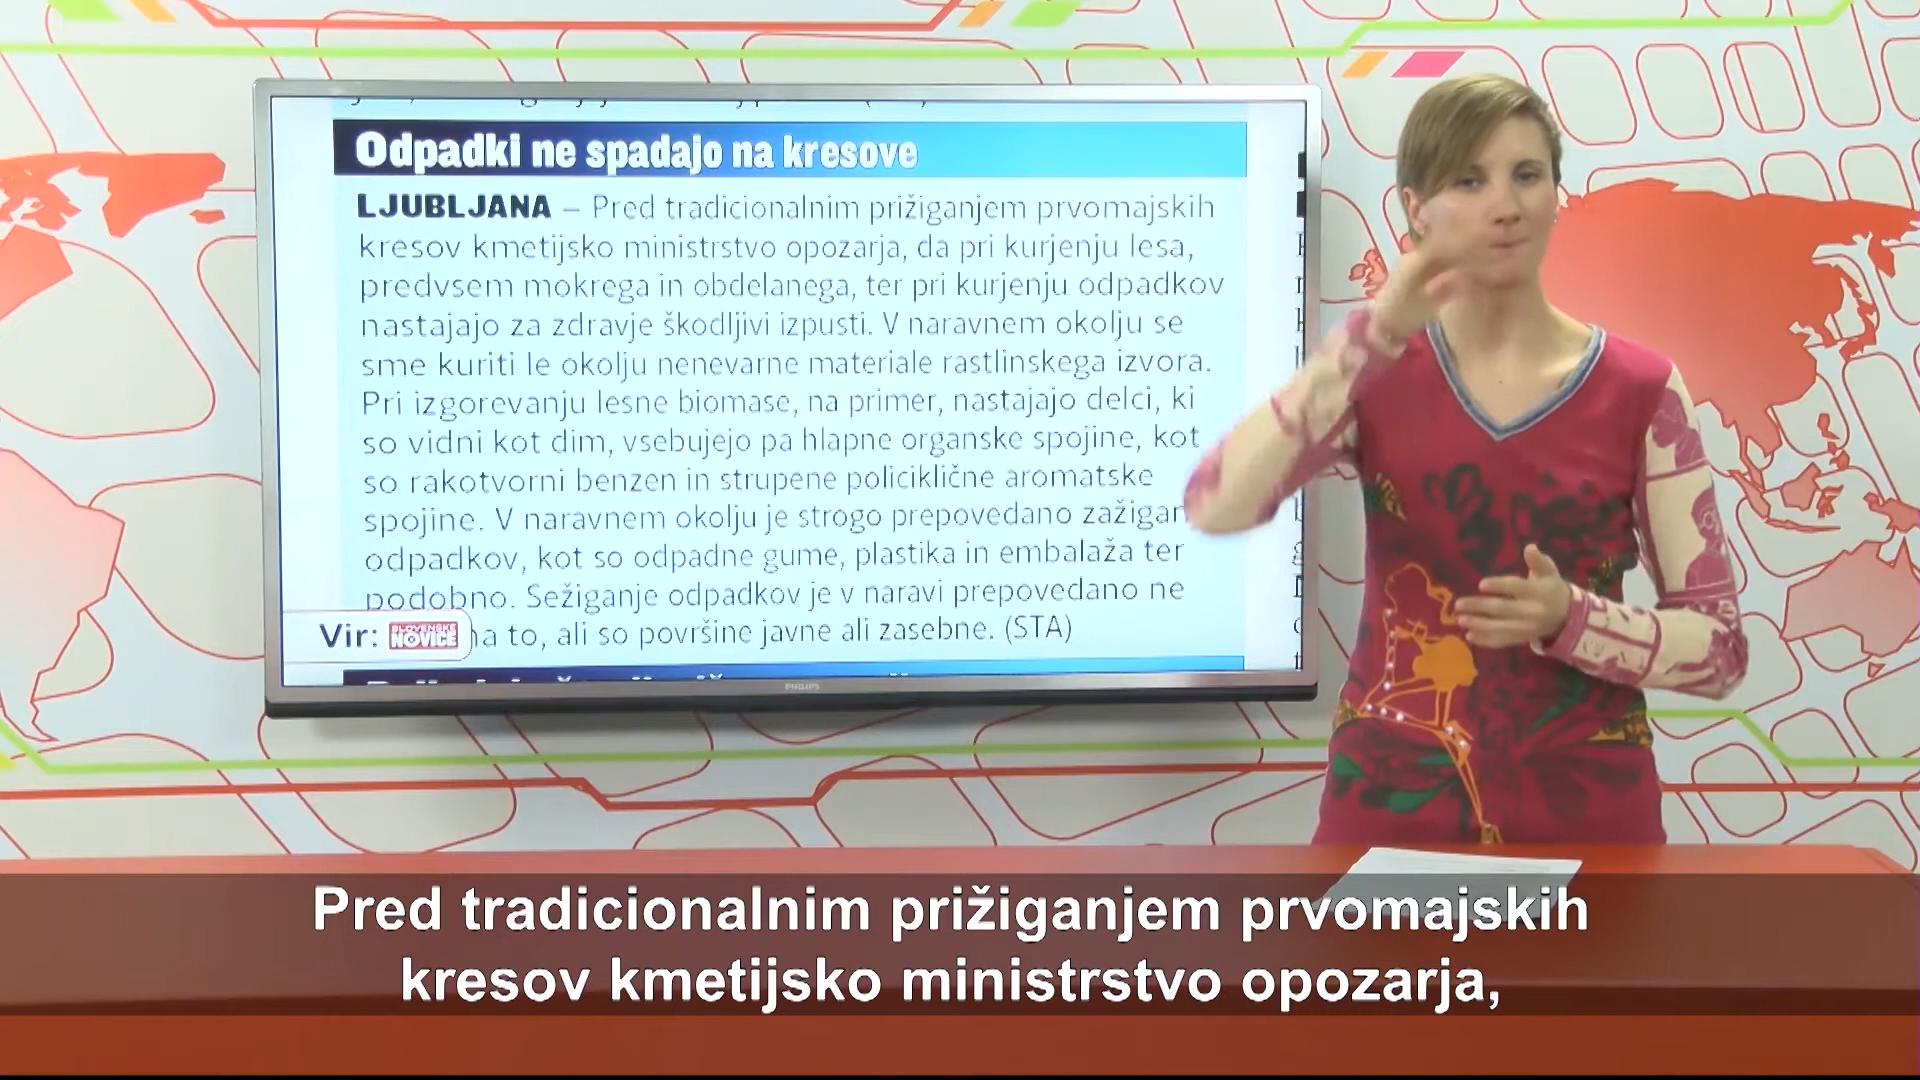 Odpadki ne spadajo na kresove
LJUBLJANA – Pred tradicionalnim prižiganjem prvomajskih
kresov kmetijsko ministrstvo opozarja, da pri kurjenju lesa,
predvsem mokrega in obdelanega, ter pri kurjenju odpadkov
nastajajo za zdravje škodljivi izpusti. V naravnem okolju se
sme kuriti le okolju nenevarne materiale rastlinskega izvora.
Pri izgorevanju lesne biomase, na primer, nastajajo delci, ki
so vidni kot dim, vsebujejo pa hlapne organske spojine, kot
so rakotvorni benzen in strupene policiklične aromatske
spojine. V naravnem okolju je strogo prepovedano zažigan
odpadkov, kot so odpadne gume, plastika in embalaža ter
podobno. Sežiganje odpadkov je v naravi prepovedano ne
na to, ali so površine javne ali zasebne. (STA)
Vir: SLOVENSKE NOVICE
PHILIPS
Pred tradicionalnim prižiganjem prvomajskih
kresov kmetijsko ministrstvo opozarja,